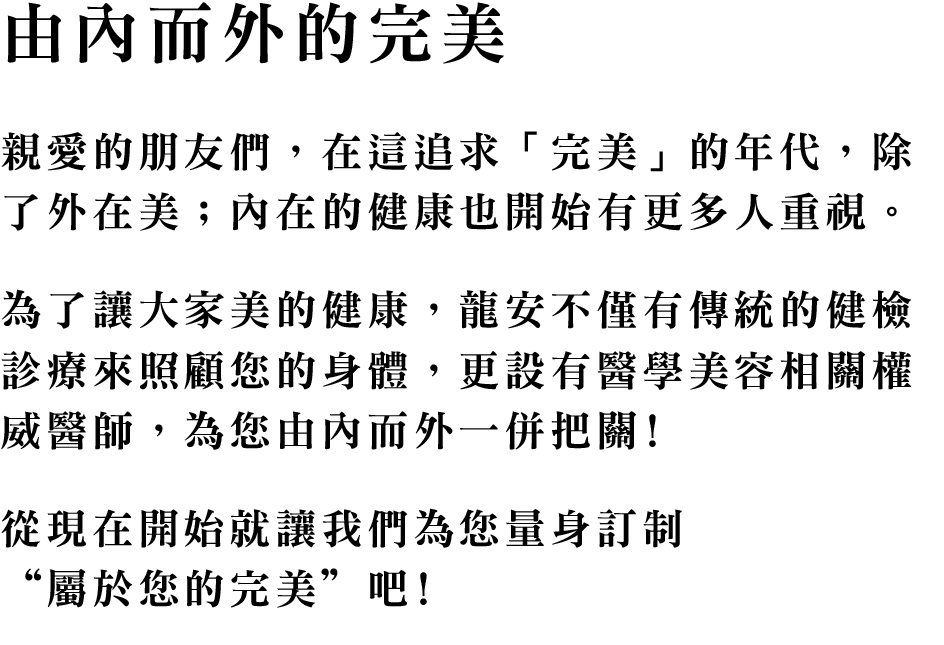 由內而外的完美
親愛的朋友們，在這追求「完美」的年代，除
了外在美；內在的健康也開始有更多人重視。
為了讓大家美的健康，龍安不僅有傳統的健檢
診療來照顧您的身體，更設有醫學美容相關權
威醫師，為您由內而外一併把關！
從現在開始就讓我們為您量身訂制
“屬於您的完美”吧！